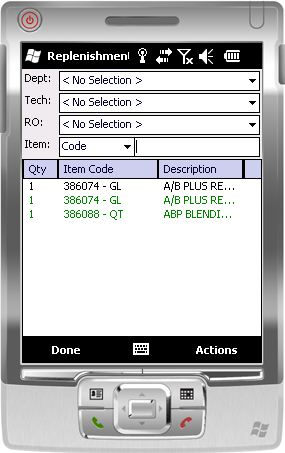 Replenishment
Dept: < No Selection >
Tech: < No Selection >
RO: < No Selection >
Item: Code
Qty Item Code Description
1 386074 - GL A/B PLUS RE...
1 386074 - GL A/B PLUS RE...
1 386088 - QT ABP BLENDI...
Done Actions